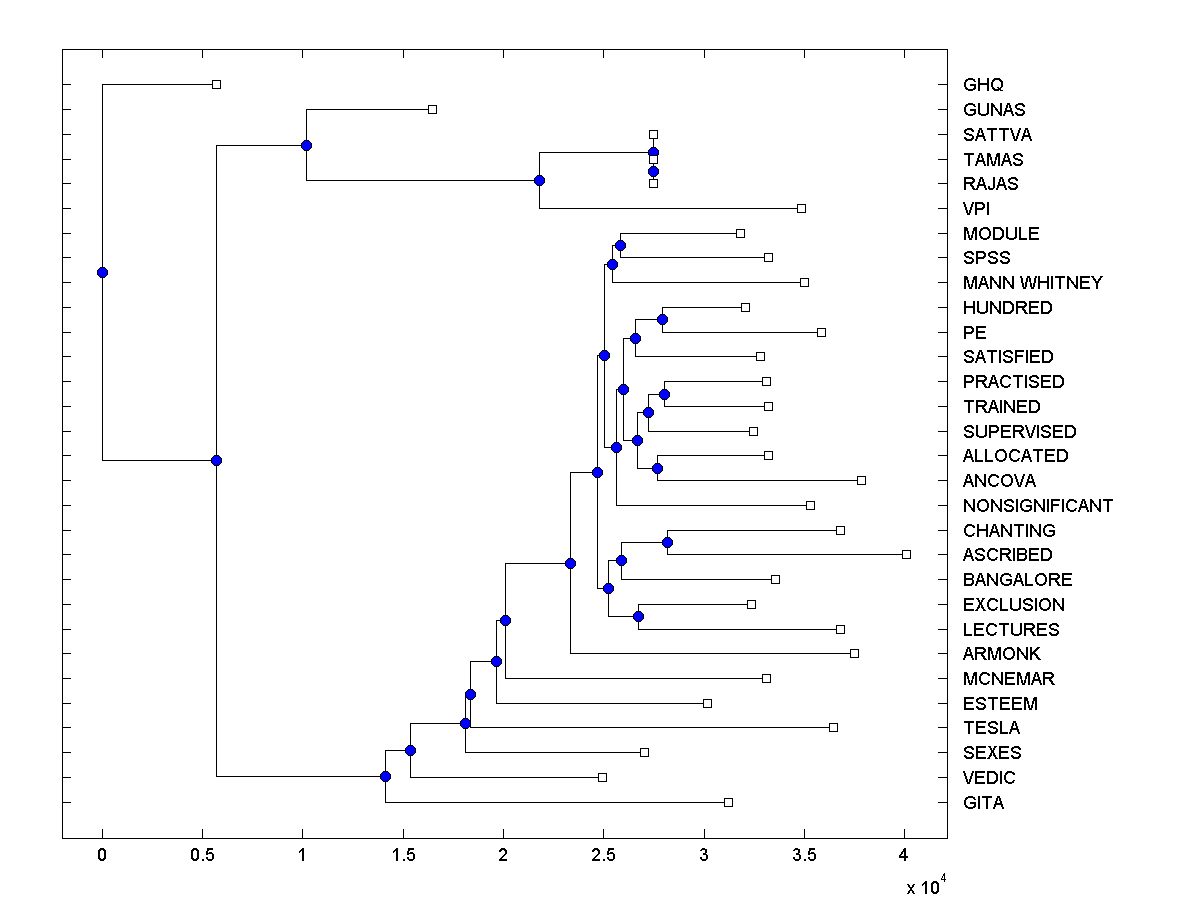 GHQ
GUNAS
SATTVA
TAMAS
RAJAS
VPI
MODULE
SPSS
MANN WHITNEY
HUNDRED
PE
SATISFIED
PRACTISED
TRAINED
SUPERVISED
ALLOCATED
ANCOVA
NONSIGNIFICANT
CHANTING
ASCRIBED
BANGALORE
EXCLUSION
LECTURES
ARMONK
MCNEMAR
ESTEEM
TESLA
SEXES
VEDIC
GITA
0 0.5 1 1.5 2 2.5 3 3.5 4
x 10^4